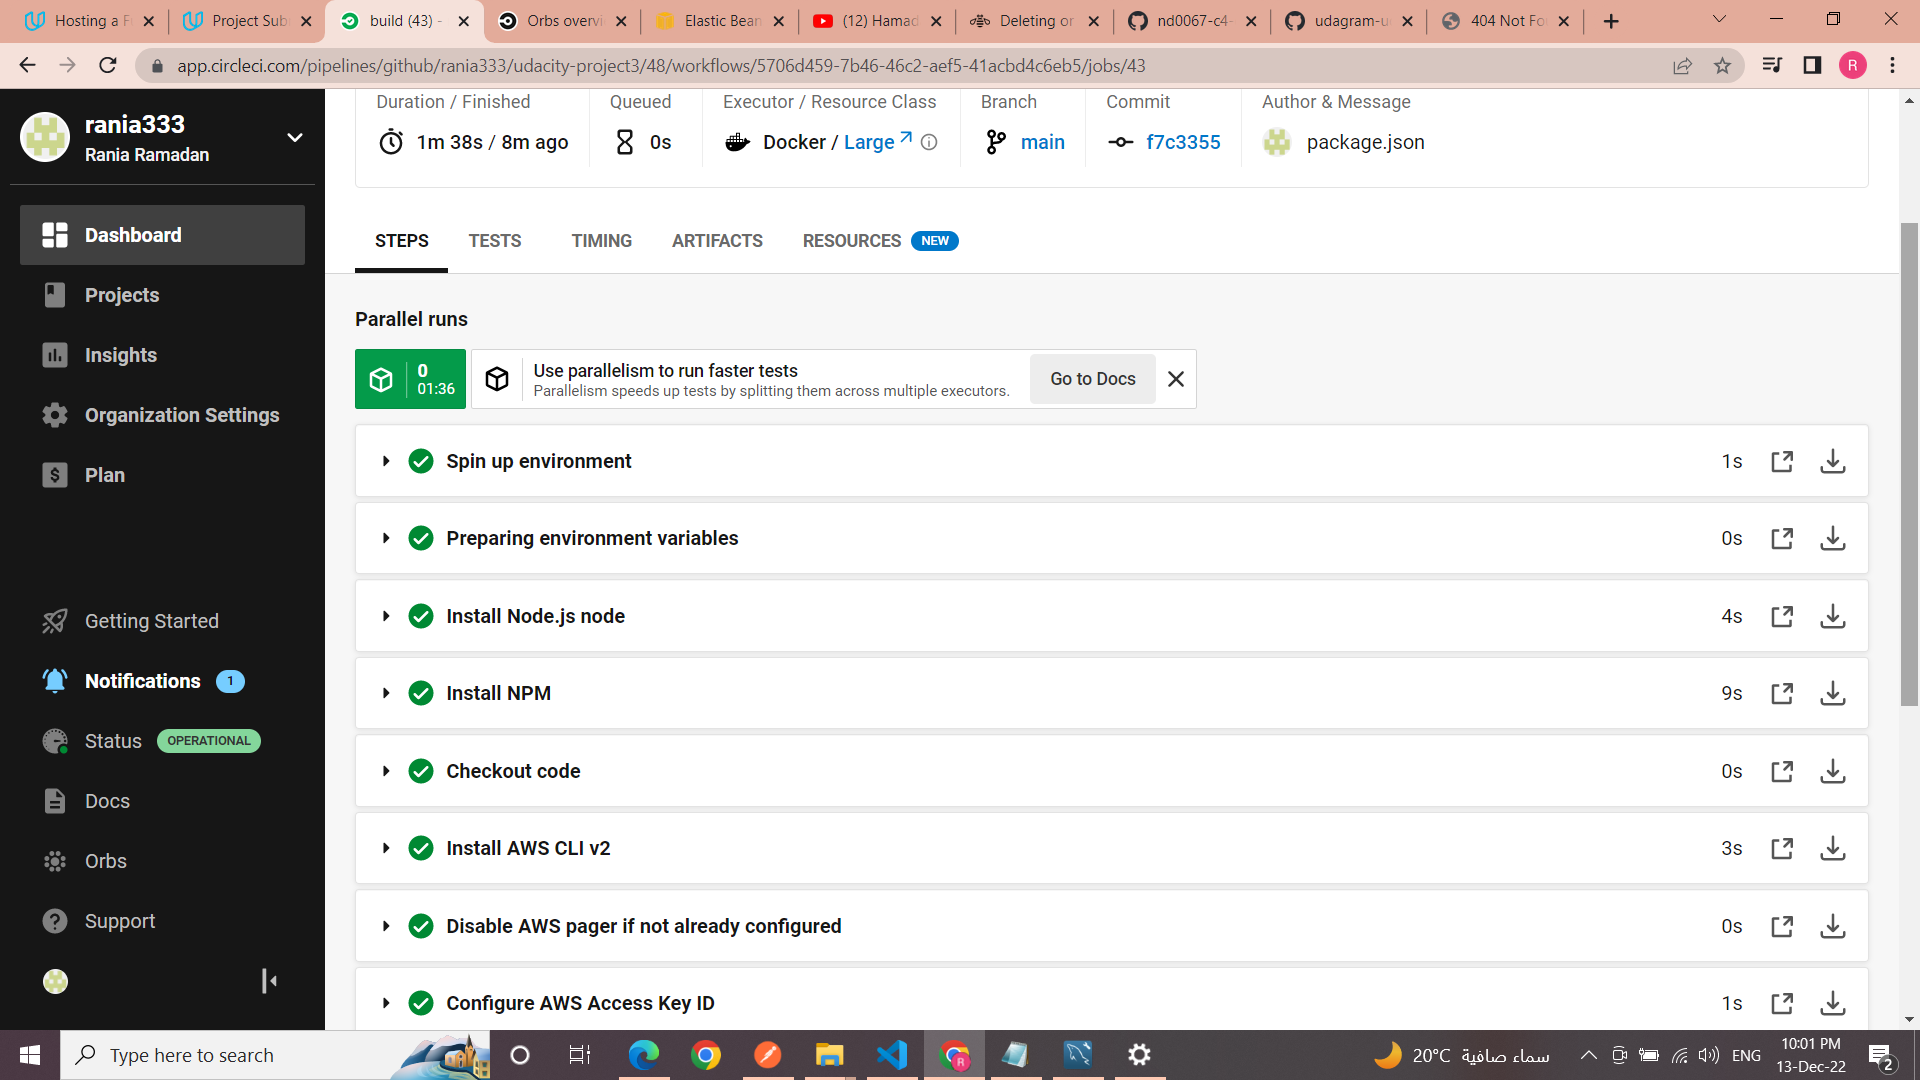 Hosting a F
Project Sub
build (43) -
Orbs overvi
Elastic Bean
(12) Hamad
Deleting or
nd0067-c4-
udagram-u
404 Not Fo
app.circleci.com/pipelines/github/rania333/udacity-project3/48/workflows/5706d459-7b46-46c2-aef5-41acbd4c6eb5/jobs/43
R
rania333
Rania Ramadan
Dashboard
Projects
Insights
Organization Settings
Plan
Getting Started
Notifications 1
Status OPERATIONAL
Docs
Orbs
Support
Duration / Finished
1m 38s / 8m ago
Queued
0s
Executor / Resource Class
Docker / Large
Branch
main
Commit
f7c3355
Author & Message
package.json
STEPS TESTS TIMING ARTIFACTS RESOURCES NEW
Parallel runs
0
01:36
Use parallelism to run faster tests
Parallelism speeds up tests by splitting them across multiple executors.
Go to Docs
Spin up environment 1s
Preparing environment variables 0s
Install Node.js node 4s
Install NPM 9s
Checkout code 0s
Install AWS CLI v2 3s
Disable AWS pager if not already configured 0s
Configure AWS Access Key ID 1s
Type here to search
R
20°C سماء صافية
ENG
10:01 PM
13-Dec-22
2